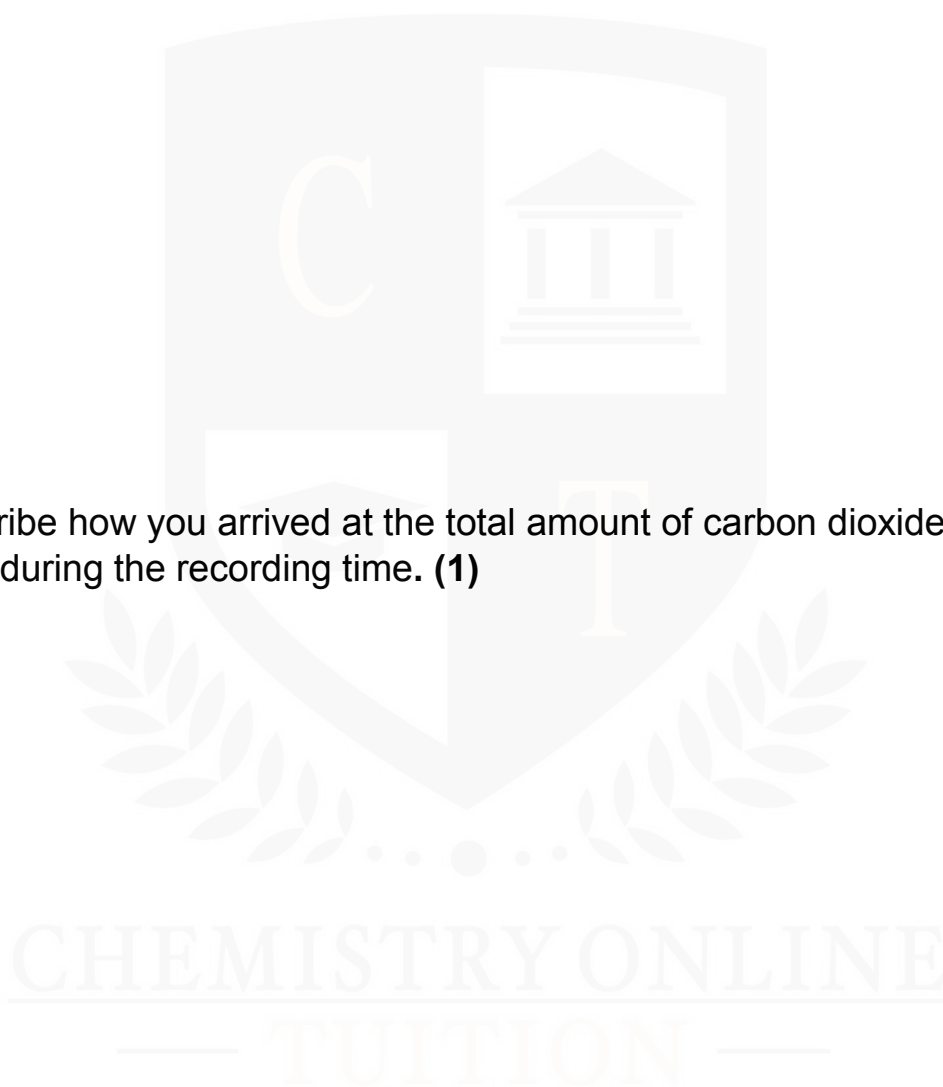 ribe how you arrived at the total amount of carbon dioxide
during the recording time. (1)
C
T
CHEMISTRY ONLINE
TUITION